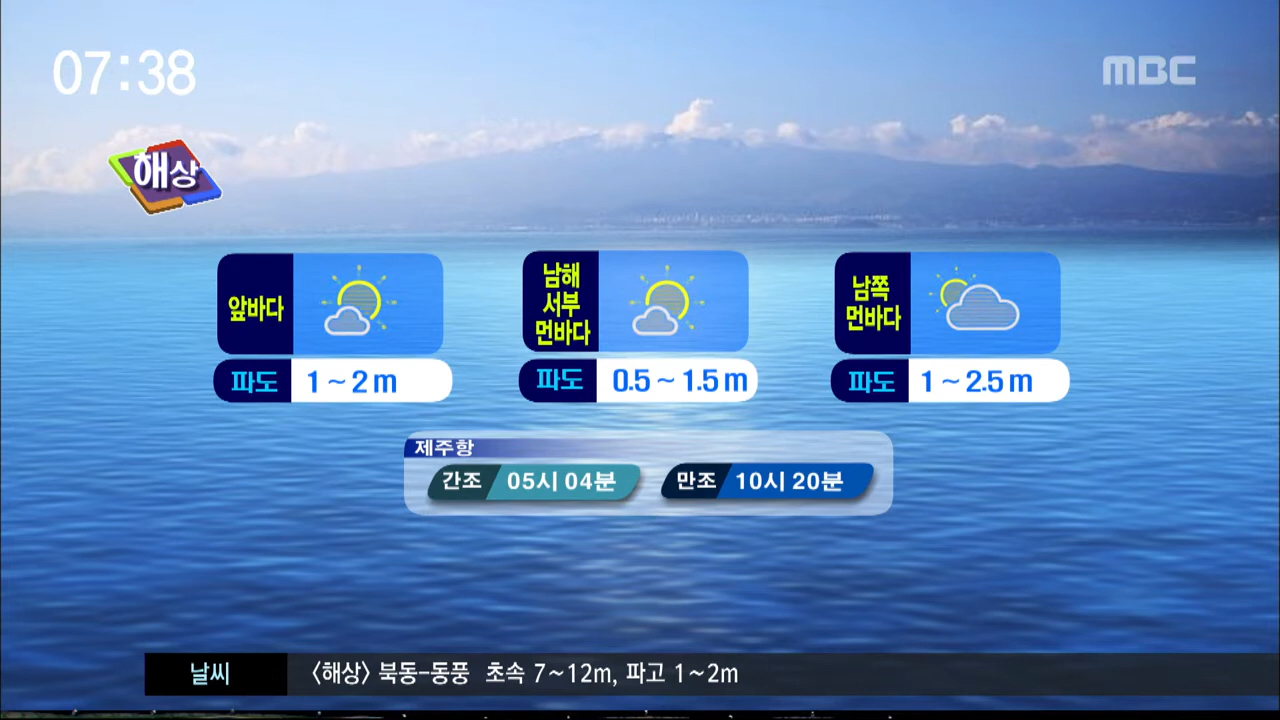 07:38
MBC
해상
앞바다
파도 1~2m
남해
서부
먼바다
파도 0.5~1.5m
남쪽
먼바다
파도 1~2.5m
제주항
간조 05시 04분
만조 10시 20분
날씨 <해상> 북동-동풍 초속 7~12m, 파고 1~2m